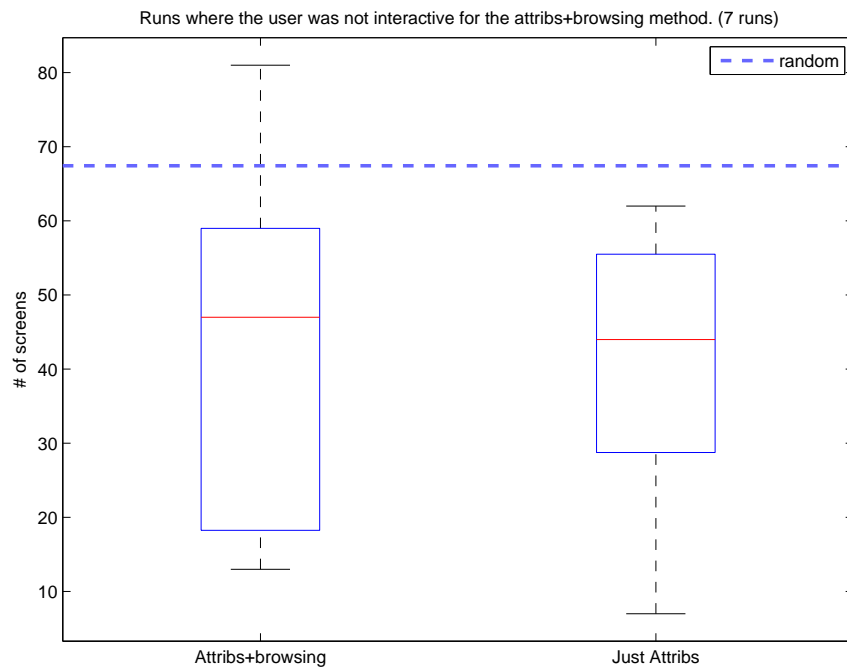 Runs where the user was not interactive for the attribs+browsing method. (7 runs)
random
80
70
60
50
40
30
20
10
# of screens
Attribs+browsing
Just Attribs